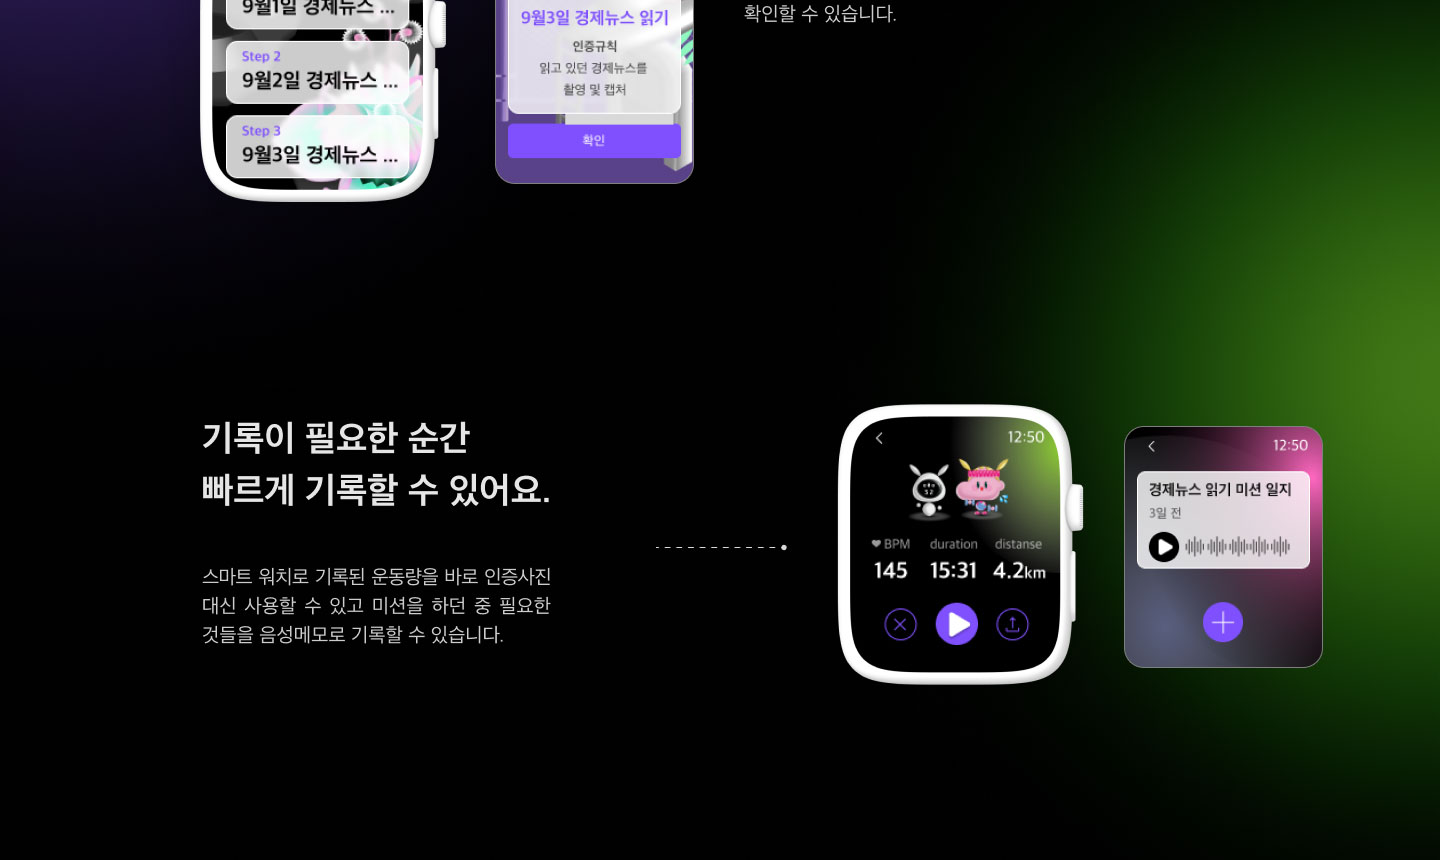 9월1일 경제뉴스 ...
Step 2
9월2일 경제뉴스 ...
Step 3
9월3일 경제뉴스 ...
9월3일 경제뉴스 읽기
인증규칙
읽고 있던 경제뉴스를
촬영 및 캡처
확인
확인할 수 있습니다.
기록이 필요한 순간
빠르게 기록할 수 있어요.
스마트 워치로 기록된 운동량을 바로 인증사진
대신 사용할 수 있고 미션을 하던 중 필요한
것들을 음성메모로 기록할 수 있습니다.
12:50
BPM duration distanse
145 15:31 4.2km
12:50
경제뉴스 읽기 미션 일지
3일 전